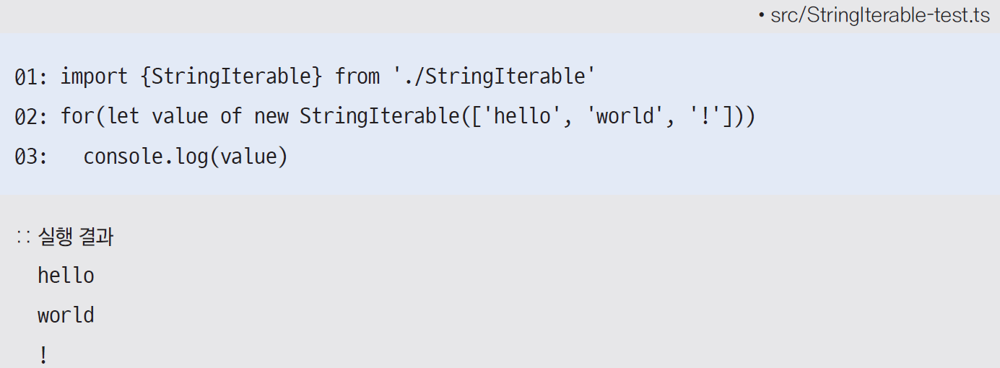 • src/StringIterable-test.ts
01: import {StringIterable} from './StringIterable'
02: for(let value of new StringIterable(['hello', 'world', '!']))
03:   console.log(value)
:: 실행 결과
hello
world
!